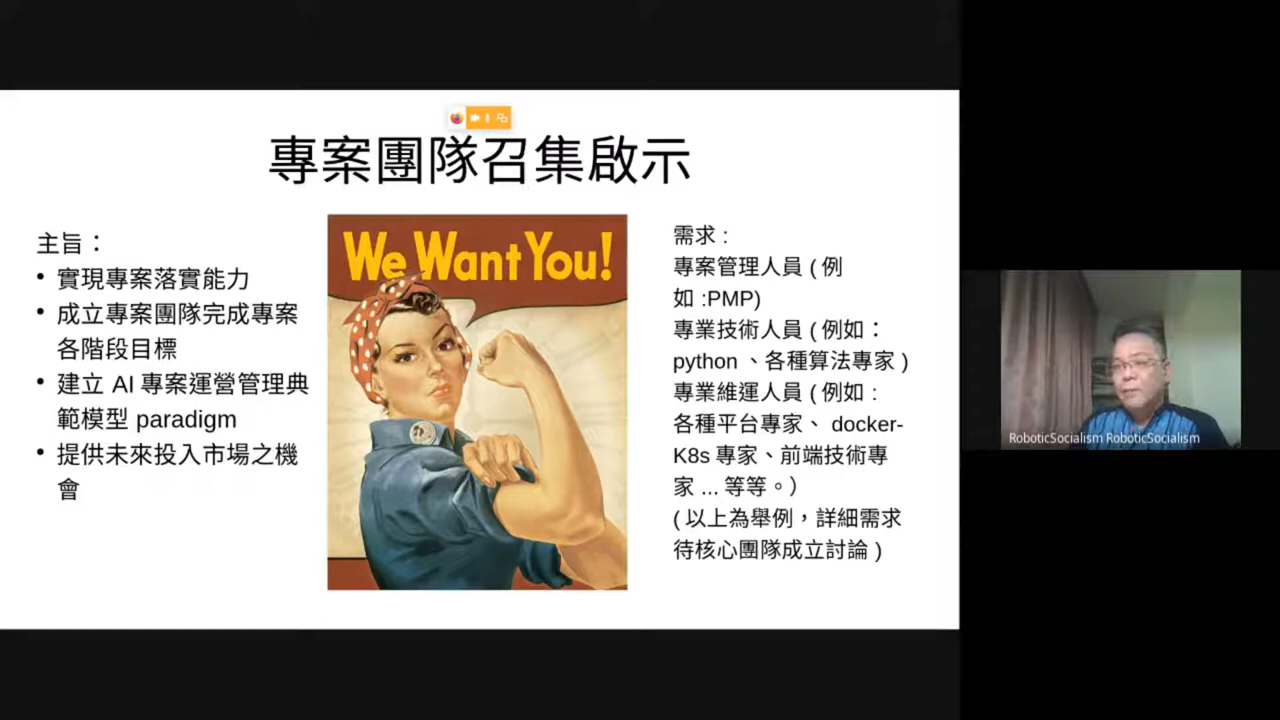 專案團隊召集啟示
主旨：
• 實現專案落實能力
• 成立專案團隊完成專案
各階段目標
• 建立 AI 專案運營管理典
範模型 paradigm
• 提供未來投入市場之機
會
We Want You!
需求 :
專案管理人員 ( 例
如 :PMP)
專業技術人員 ( 例如：
python 、各種算法專家 )
專業維運人員 ( 例如 :
各種平台專家、 docker-
K8s 專家、前端技術專
家 ... 等等。）
( 以上為舉例，詳細需求
待核心團隊成立討論 )
RoboticSocialism RoboticSocialism